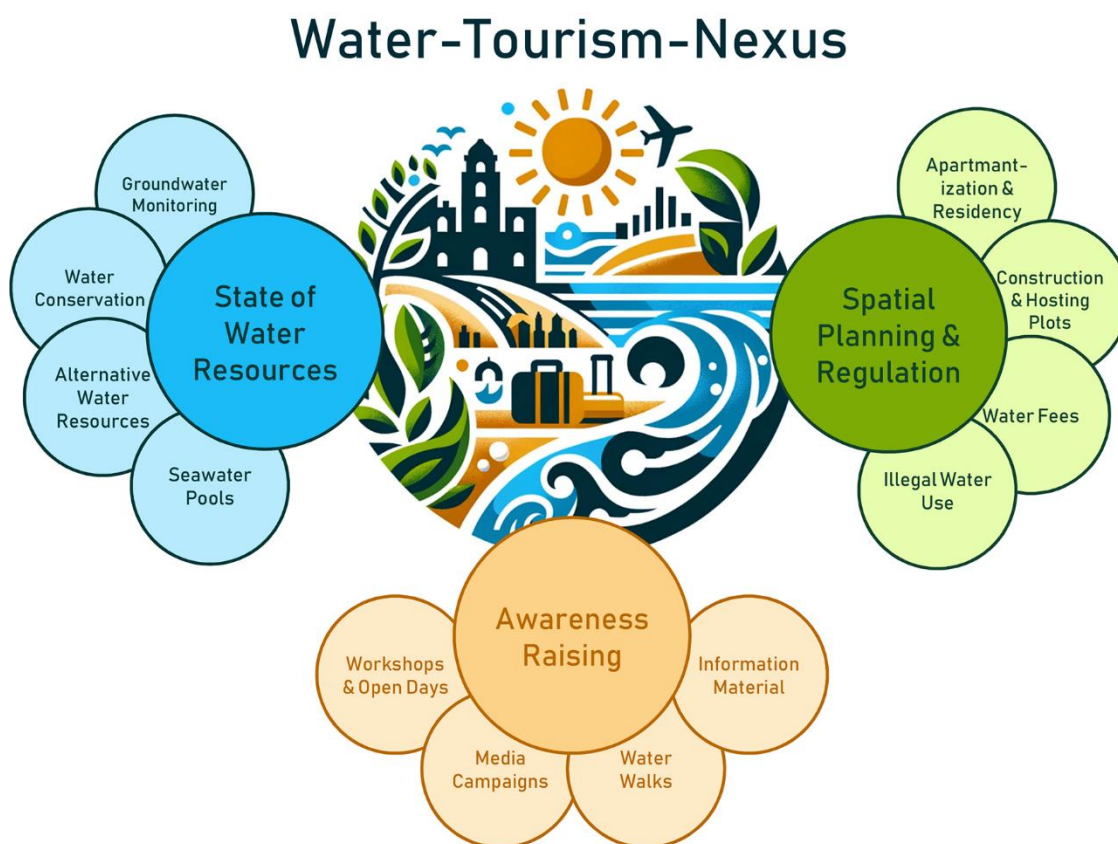 Water-Tourism-Nexus
Groundwater
Monitoring
Water
Conservation
Alternative
Water
Resources
Seawater
Pools
State of
Water
Resources
Apartmant-
ization &
Residency
Construction
& Hosting
Plots
Water Fees
Illegal Water
Use
Spatial
Planning &
Regulation
Awareness
Raising
Workshops
& Open Days
Media
Campaigns
Water
Walks
Information
Material